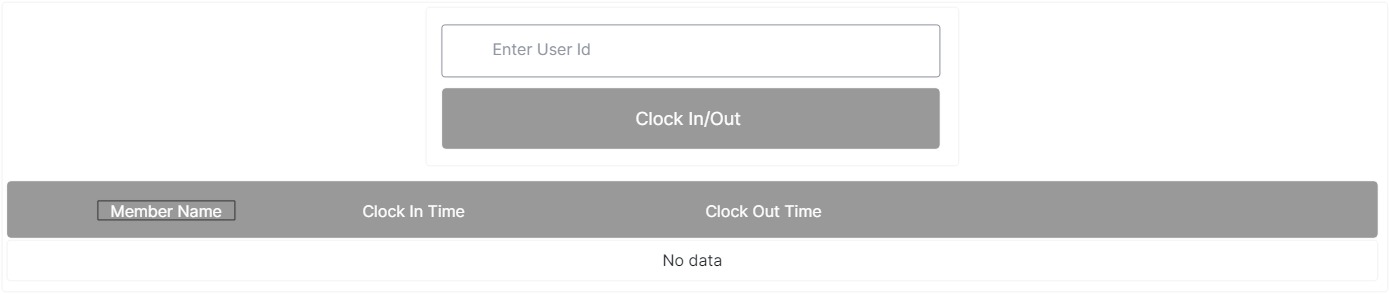 Enter User Id
Clock In/Out
Member Name Clock In Time Clock Out Time
No data